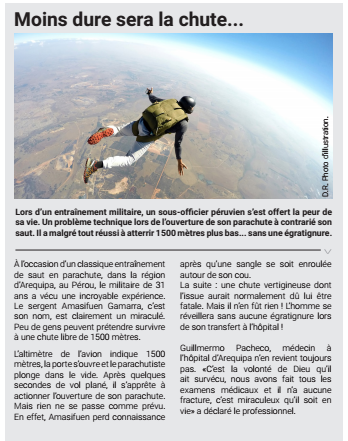 Moins dure sera la chute...
D.R. Photo d'illustration.
Lors d'un entraînement militaire, un sous-officier péruvien s'est offert la peur de
sa vie. Un problème technique lors de l'ouverture de son parachute à contrarié son
saut. Il a malgré tout réussi à atterrir 1500 mètres plus bas... sans une égratignure.
À l'occasion d'un classique entraînement
de saut en parachute, dans la région
d'Arequipa, au Pérou, le militaire de 31
ans a vécu une incroyable expérience.
Le sergent Amasifuen Gamarra, c'est
son nom, est clairement un miraculé.
Peu de gens peuvent prétendre survivre
à une chute libre de 1500 mètres.
L'altimètre de l'avion indique 1500
mètres, la porte s'ouvre et le parachutiste
plonge dans le vide. Après quelques
secondes de vol plané, il s'apprête à
actionner l'ouverture de son parachute.
Mais rien ne se passe comme prévu.
En effet, Amasifuen perd connaissance
après qu'une sangle se soit enroulée
autour de son cou.
La suite : une chute vertigineuse dont
l'issue aurait normalement dû lui être
fatale. Mais il n'en fût rien ! L'homme se
réveillera sans aucune égratignure lors
de son transfert à l'hôpital !
Guillmermo Pacheco, médecin à
l'hôpital d'Arequipa n'en revient toujours
pas. «C'est la volonté de Dieu qu'il
ait survécu, nous avons fait tous les
examens médicaux et il n'a aucune
fracture, c'est miraculeux qu'il soit en
vie» a déclaré le professionnel.